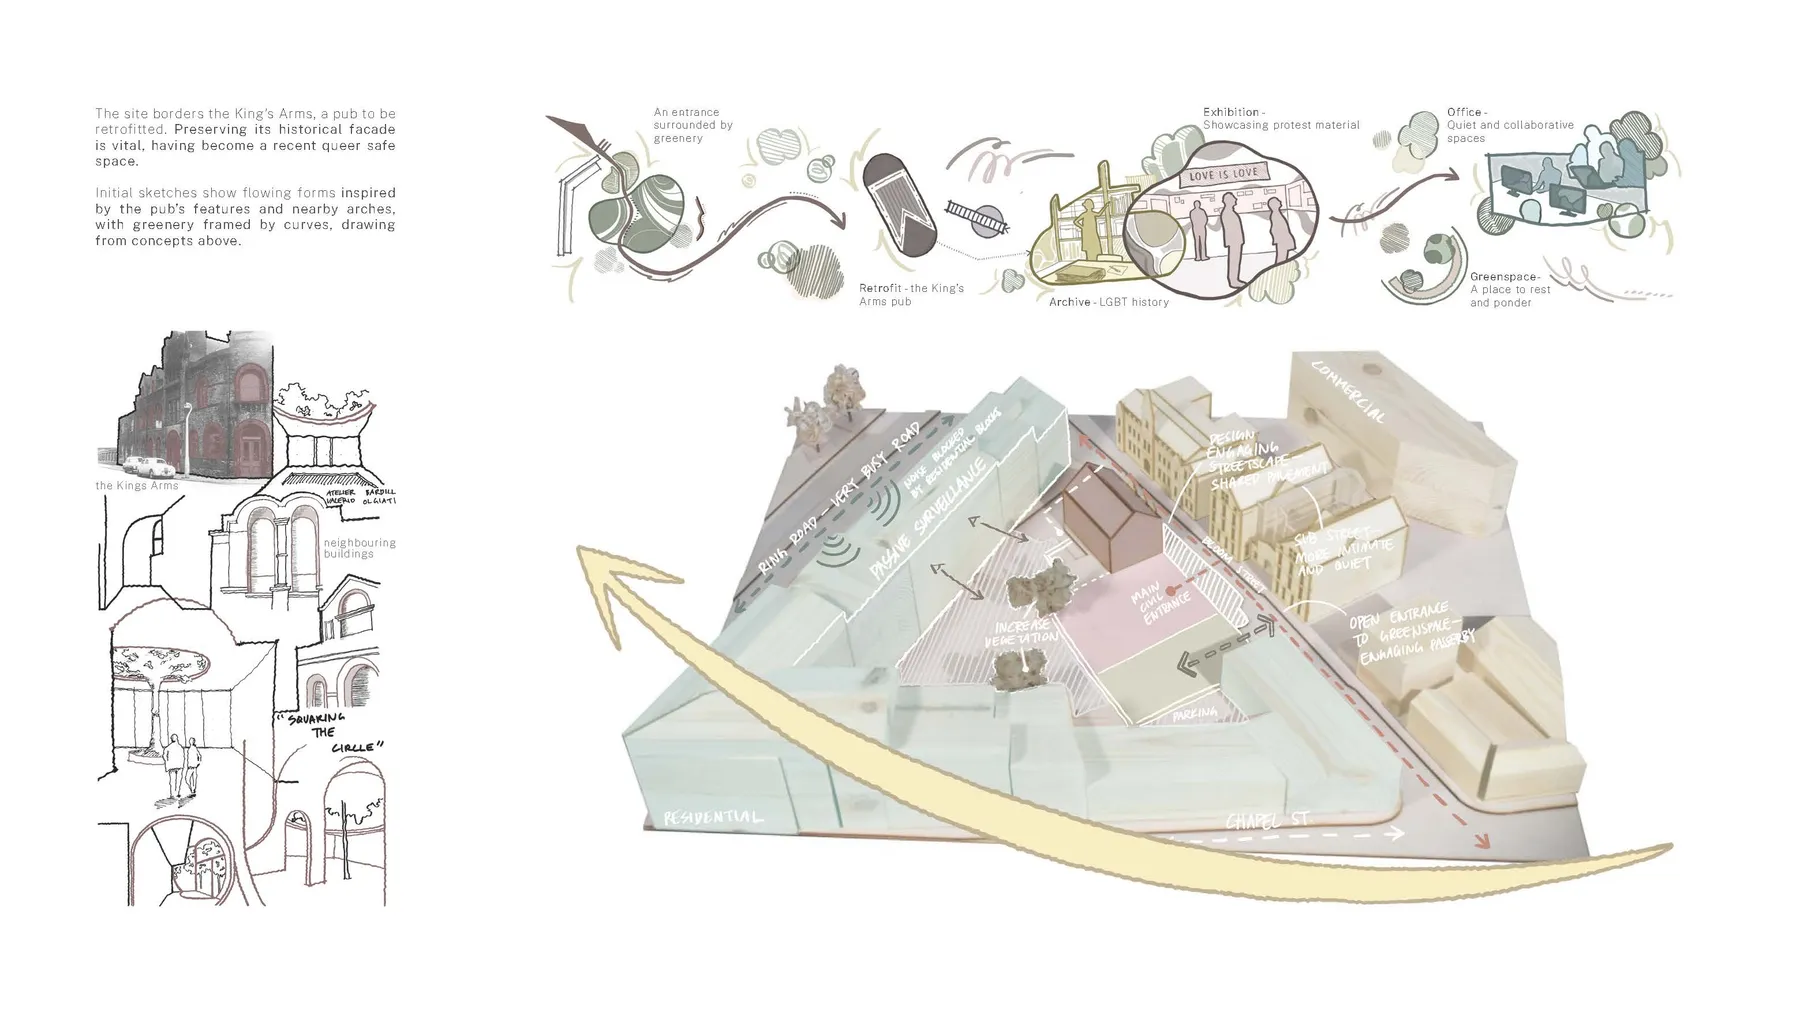 The site borders the King's Arms, a pub to be
retrofitted. Preserving its historical facade
is vital, having become a recent queer safe
space.
Initial sketches show flowing forms inspired
by the pub's features and nearby arches,
with greenery framed by curves, drawing
from concepts above.
An entrance
surrounded by
greenery
Retrofit - the King's
Arms pub
Archive - LGBT history
Exhibition -
Showcasing protest material
LOVE IS LOVE
Office -
Quiet and collaborative
spaces
Greenspace-
A place to rest
and ponder
the Kings Arms
ATELIER BARDILL
VALERIO OLGIATI
neighbouring
buildings
"SQUARING
THE
CIRCLE"
RING ROAD - VERY BUSY ROAD
NOISE BLOCKED
BY RESIDENTIAL BLOCKS
PASSIVE SURVEILLANCE
COMMERCIAL
DESIGN
ENGAGING
STREETSCAPE-
SHARED PAVEMENT
SUB STREET-
MORE INTIMATE
AND QUIET
BLOOM STREET
MAIN
CIVIL
ENTRANCE
INCREASE
VEGETATION
OPEN ENTRANCE
TO GREENSPACE-
ENGAGING PASSERBY
PARKING
RESIDENTIAL
CHAPEL ST.